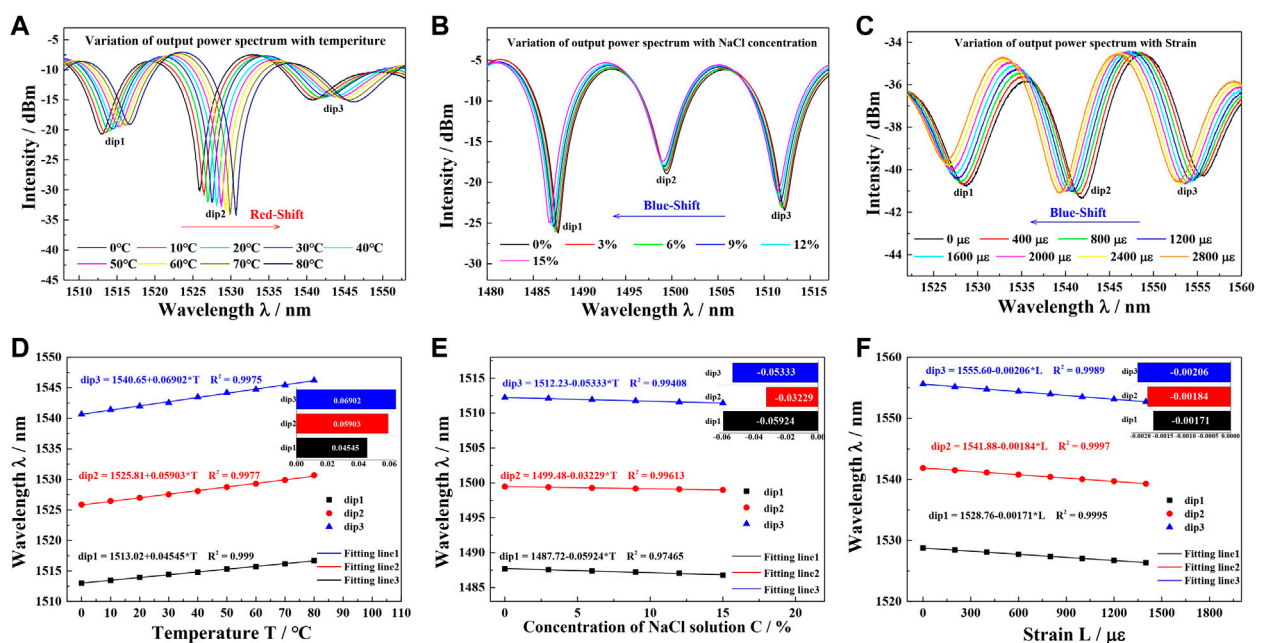 A
Variation of output power spectrum with temperiture
-5
-10
-15
-20
-25
-30
-35
-40
-45
Intensity / dBm
dip1
dip2
dip3
Red-Shift
0℃ 10℃ 20℃ 30℃ 40℃
50℃ 60℃ 70℃ 80℃
1510 1515 1520 1525 1530 1535 1540 1545 1550
Wavelength λ / nm
B
Variation of output power spectrum with NaCl concentration
-5
-10
-15
-20
-25
-30
Intensity / dBm
dip1
dip2
dip3
Blue-Shift
0% 3% 6% 9% 12%
15%
1480 1485 1490 1495 1500 1505 1510 1515
Wavelength λ / nm
C
Variation of output power spectrum with Strain
-34
-36
-38
-40
-42
-44
Intensity / dBm
dip1
dip2
dip3
Blue-Shift
0 με 400 με 800 με 1200 με
1600 με 2000 με 2400 με 2800 με
1525 1530 1535 1540 1545 1550 1555 1560
Wavelength λ / nm
D
1550
1545
1540
1535
1530
1525
1520
1515
1510
Wavelength λ / nm
dip3 = 1540.65+0.06902*T R² = 0.9975
dip3 0.06902
dip2 0.05903
dip1 0.04545
0.00 0.02 0.04 0.06
dip2 = 1525.81+0.05903*T R² = 0.9977
dip1
dip2
dip3
dip1 = 1513.02+0.04545*T R² = 0.999
Fitting line1
Fitting line2
Fitting line3
0 10 20 30 40 50 60 70 80 90 100 110
Temperature T / ℃
E
1515
1510
1505
1500
1495
1490
1485
Wavelength λ / nm
dip3 = 1512.23-0.05333*T R² = 0.99408
dip3 -0.05333
dip2 -0.03229
dip1 -0.05924
-0.06 -0.05 -0.04 -0.03 -0.02 -0.01 0.00
dip2 = 1499.48-0.03229*T R² = 0.99613
dip1
dip2
dip3
dip1 = 1487.72-0.05924*T R² = 0.97465
Fitting line1
Fitting line2
Fitting line3
0 5 10 15 20
Concentration of NaCl solution C / %
F
1560
1550
1540
1530
1520
Wavelength λ / nm
dip3 = 1555.60-0.00206*L R² = 0.9989
dip3 -0.00206
dip2 -0.00184
dip1 -0.00171
-0.0020 -0.0015 -0.0010 -0.0005 0.0000
dip2 = 1541.88-0.00184*L R² = 0.9997
dip1 = 1528.76-0.00171*L R² = 0.9995
dip1
dip2
dip3
Fitting line1
Fitting line2
Fitting line3
0 300 600 900 1200 1500 1800
Strain L / με